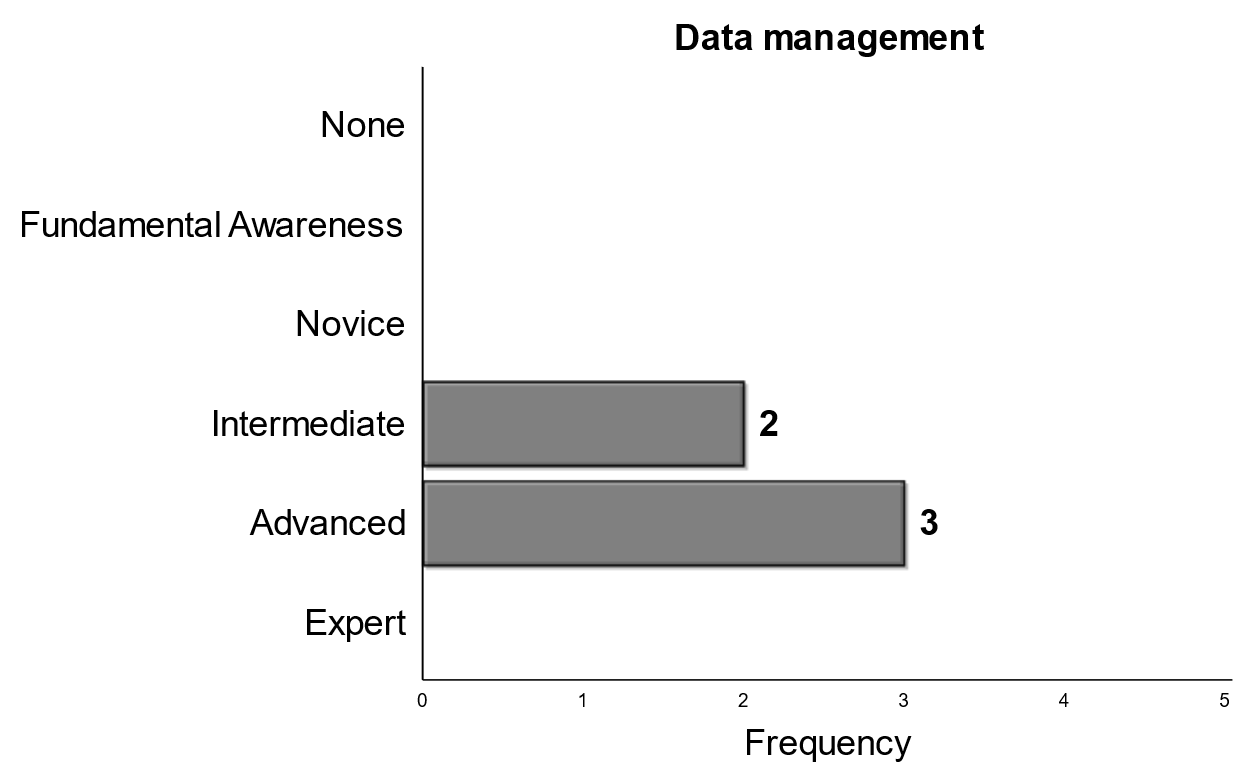 Data management
None
Fundamental Awareness
Novice
Intermediate 2
Advanced 3
Expert
0 1 2 3 4 5
Frequency